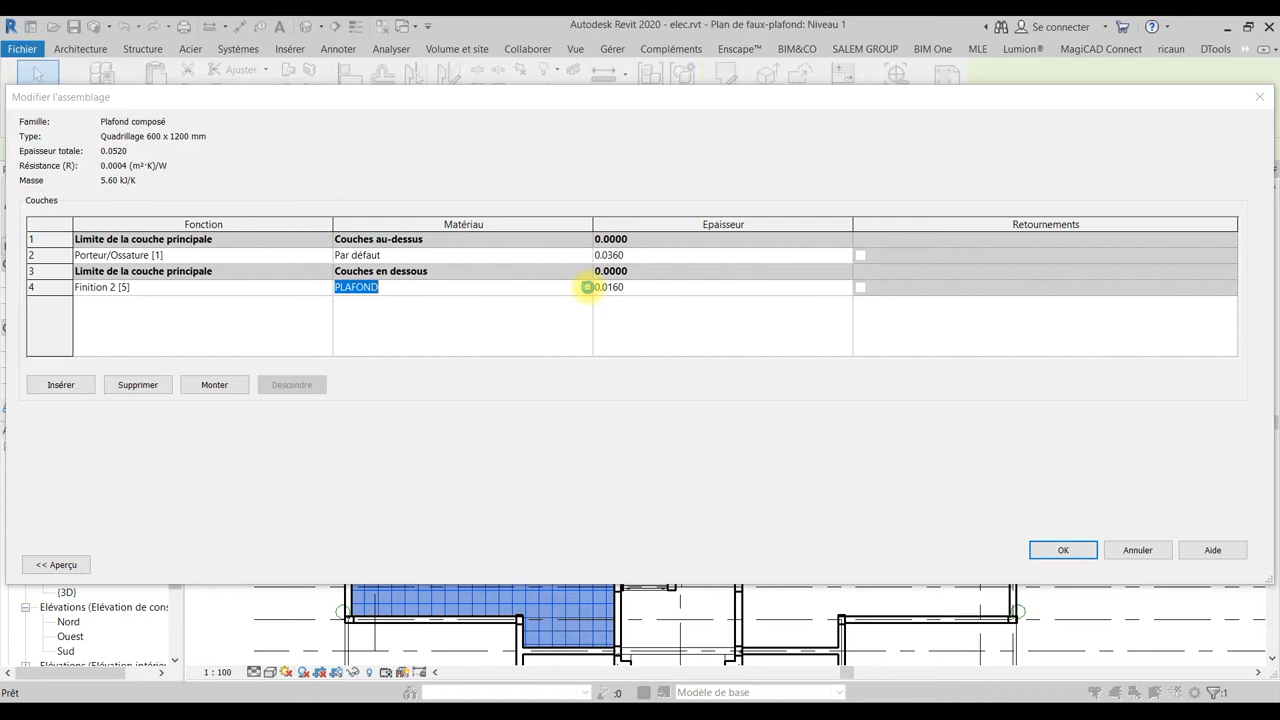 Autodesk Revit 2020 - elec.rvt - Plan de faux-plafond: Niveau 1
Se connecter
Fichier Architecture Structure Acier Systèmes Insérer Annoter Analyser Volume et site Collaborer Vue Gérer Compléments Enscape™ BIM&CO SALEM GROUP BIM One MLE Lumion® MagiCAD Connect ricaun DTools
Ajuster
Modifier l'assemblage
Famille: Plafond composé
Type: Quadrillage 600 x 1200 mm
Epaisseur totale: 0.0520
Résistance (R): 0.0004 (m²·K)/W
Masse 5.60 kJ/K
Couches
Fonction Matériau Epaisseur Retournements
1 Limite de la couche principale Couches au-dessus 0.0000
2 Porteur/Ossature [1] Par défaut 0.0360
3 Limite de la couche principale Couches en dessous 0.0000
4 Finition 2 [5] PLAFOND 0.0160
Insérer Supprimer Monter Descendre
OK Annuler Aide
<< Aperçu
{3D}
Elévations (Elévation de cons
Nord
Ouest
Sud
Elévations (Elévation intérieu
1 : 100
Prêt :0 Modèle de base :1